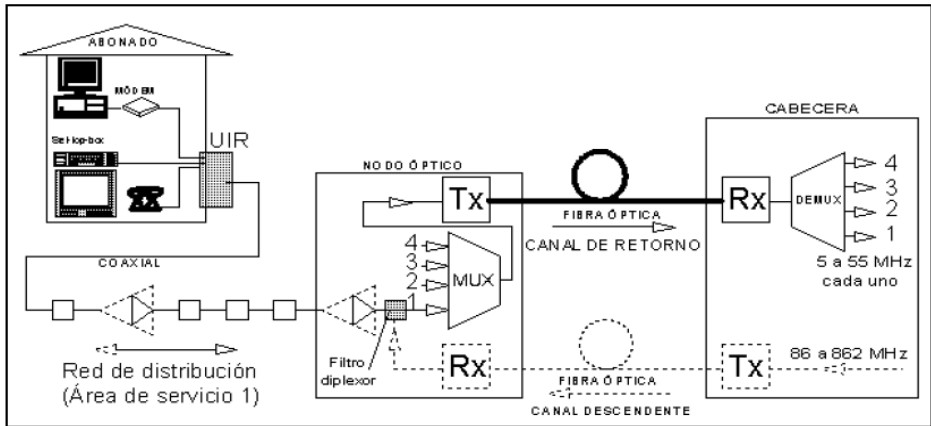 ABONADO
MÓDEM
Set-top-box
UIR
COAXIAL
Red de distribución
(Área de servicio 1)
NODO ÓPTICO
Tx
4
3
2
1
MUX
Filtro
diplexor
Rx
FIBRA ÓPTICA
CANAL DE RETORNO
FIBRA ÓPTICA
CANAL DESCENDENTE
CABECERA
Rx
DEMUX
4
3
2
1
5 a 55 MHz
cada uno
Tx
86 a 862 MHz